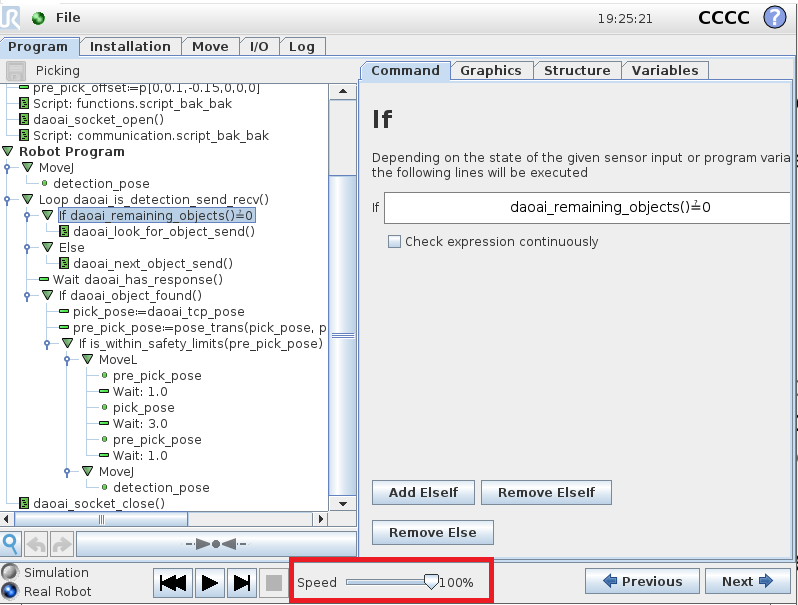 File
19:25:21
CCCC
?
Program
Installation
Move
I/O
Log
Picking
pre_pick_offset:=p[0,0.1,-0.15,0,0,0]
Script: functions.script_bak_bak
daoai_socket_open()
Script: communication.script_bak_bak
Robot Program
MoveJ
detection_pose
Loop daoai_is_detection_send_recv()
If daoai_remaining_objects()≟0
daoai_look_for_object_send()
Else
daoai_next_object_send()
Wait daoai_has_response()
If daoai_object_found()
pick_pose:=daoai_tcp_pose
pre_pick_pose:=pose_trans(pick_pose, p
If is_within_safety_limits(pre_pick_pose)
MoveL
pre_pick_pose
Wait: 1.0
pick_pose
Wait: 3.0
pre_pick_pose
Wait: 1.0
MoveJ
detection_pose
daoai_socket_close()
Command
Graphics
Structure
Variables
If
Depending on the state of the given sensor input or program varia
the following lines will be executed
If
daoai_remaining_objects()≟0
Check expression continuously
Add ElseIf
Remove ElseIf
Remove Else
Simulation
Real Robot
Speed
100%
Previous
Next